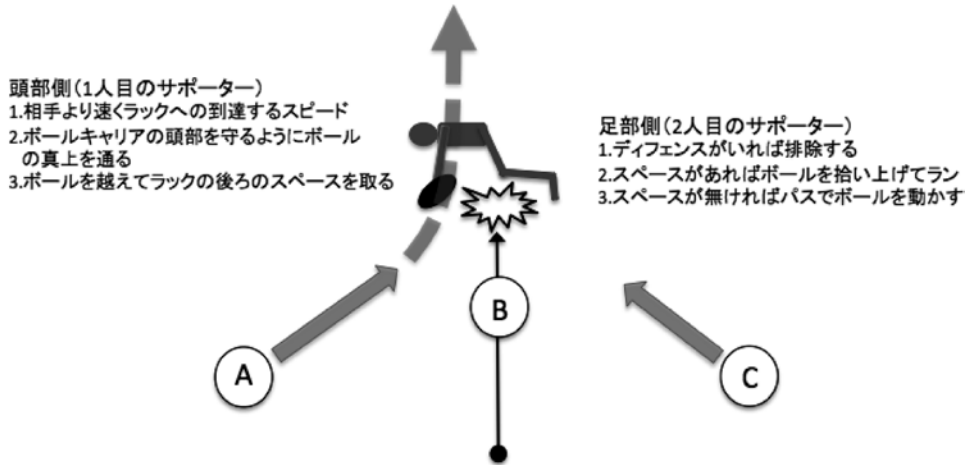 頭部側(1人目のサポーター)
1.相手より速くラックへの到達するスピード
2.ボールキャリアの頭部を守るようにボール
の真上を通る
3.ボールを越えてラックの後ろのスペースを取る
足部側(2人目のサポーター)
1.ディフェンスがいれば排除する
2.スペースがあればボールを拾い上げてラン
3.スペースが無ければパスでボールを動かす
B
A
C